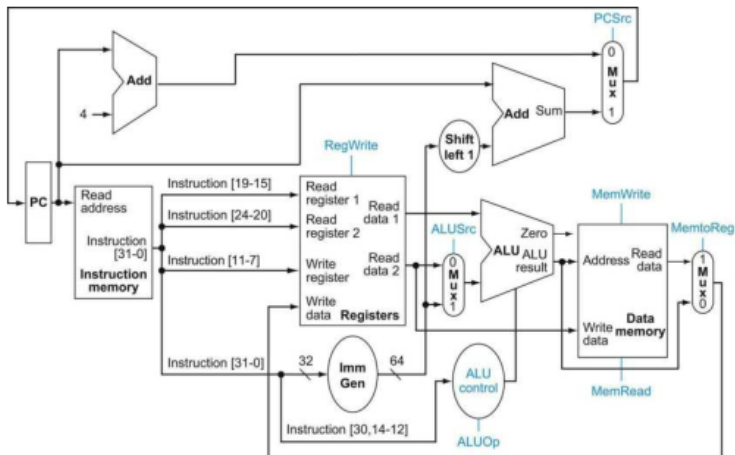 PCSrc
Add
4
0
M
u
x
1
Add Sum
Shift
left 1
RegWrite
PC
Read
address
Instruction
[31-0]
Instruction
memory
Instruction [19-15]
Instruction [24-20]
Instruction [11-7]
Instruction [31-0]
Instruction [30,14-12]
Read
register 1
Read
register 2
Write
register
Write
data
Registers
Read
data 1
Read
data 2
ALUSrc
0
M
u
x
1
Zero
ALU
ALU
result
MemWrite
Address
Read
data
Write
data
Data
memory
MemRead
MemtoReg
1
M
u
x
0
32
Imm
Gen
64
ALU
control
ALUOp